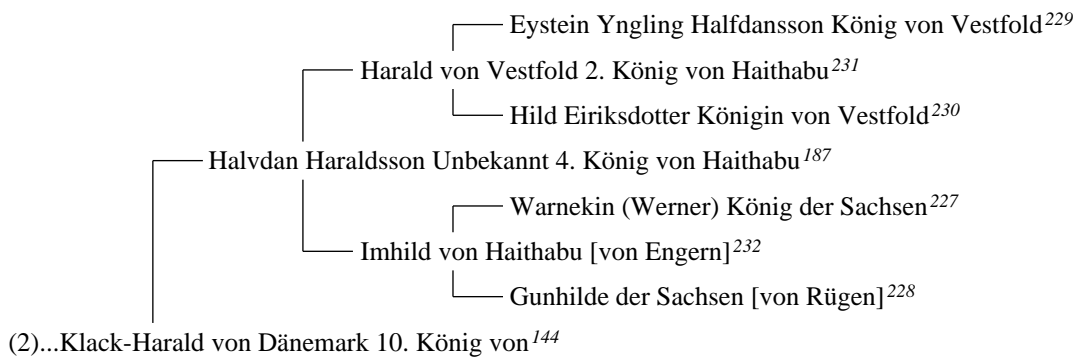 Eystein Yngling Halfdansson König von Vestfold229
Harald von Vestfold 2. König von Haithabu231
Hild Eiriksdotter Königin von Vestfold230
Halvdan Haraldsson Unbekannt 4. König von Haithabu187
Warnekin (Werner) König der Sachsen227
Imhild von Haithabu [von Engern]232
Gunhilde der Sachsen [von Rügen]228
(2)...Klack-Harald von Dänemark 10. König von144